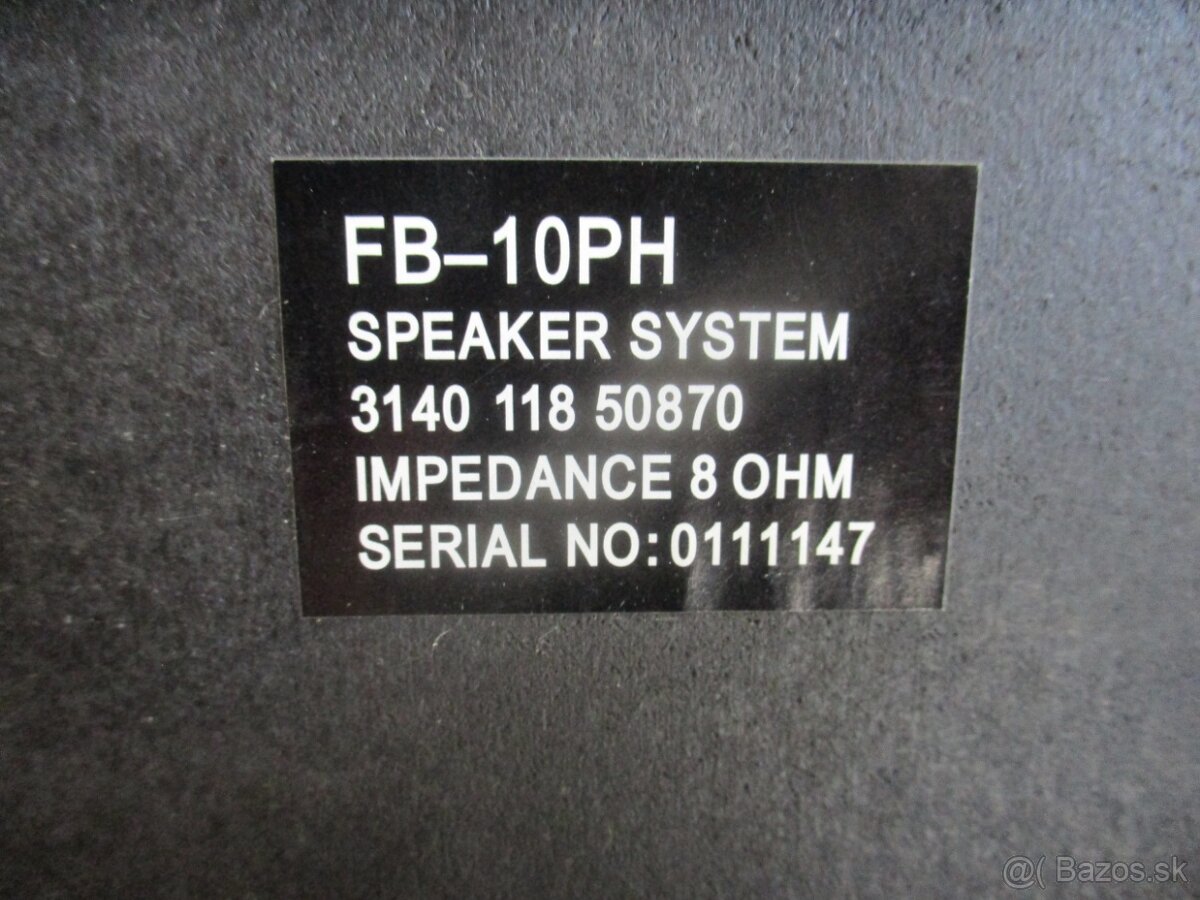 FB–10PH
SPEAKER SYSTEM
3140 118 50870
IMPEDANCE 8 OHM
SERIAL NO: 0111147
@( Bazos.sk